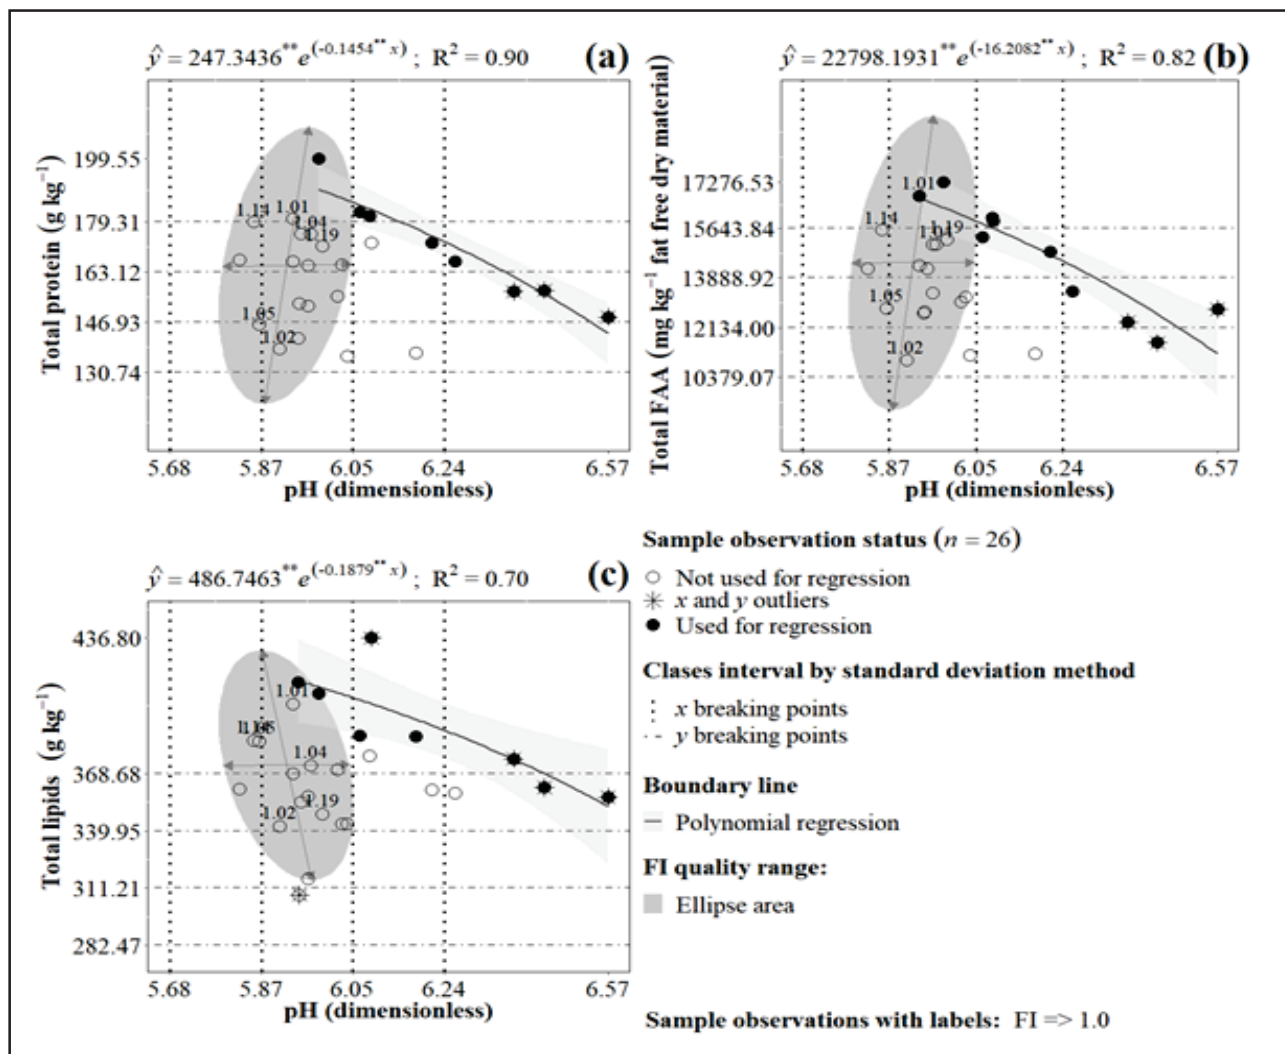 ŷ = 247.3436** e^(-0.1454** x) ; R² = 0.90 (a)
Total protein (g kg⁻¹)
199.55
179.31
163.12
146.93
130.74
1.14
1.01
1.04
1.19
1.05
1.02
5.68 5.87 6.05 6.24 6.57
pH (dimensionless)
ŷ = 22798.1931** e^(-16.2082** x) ; R² = 0.82 (b)
Total FAA (mg kg⁻¹ fat free dry material)
17276.53
15643.84
13888.92
12134.00
10379.07
1.01
1.14
1.04
1.19
1.05
1.02
5.68 5.87 6.05 6.24 6.57
pH (dimensionless)
ŷ = 486.7463** e^(-0.1879** x) ; R² = 0.70 (c)
Total lipids (g kg⁻¹)
436.80
368.68
339.95
311.21
282.47
1.01
1.04
1.02
1.19
5.68 5.87 6.05 6.24 6.57
pH (dimensionless)
Sample observation status (n = 26)
Not used for regression
x and y outliers
Used for regression
Clases interval by standard deviation method
x breaking points
y breaking points
Boundary line
Polynomial regression
FI quality range:
Ellipse area
Sample observations with labels: FI => 1.0